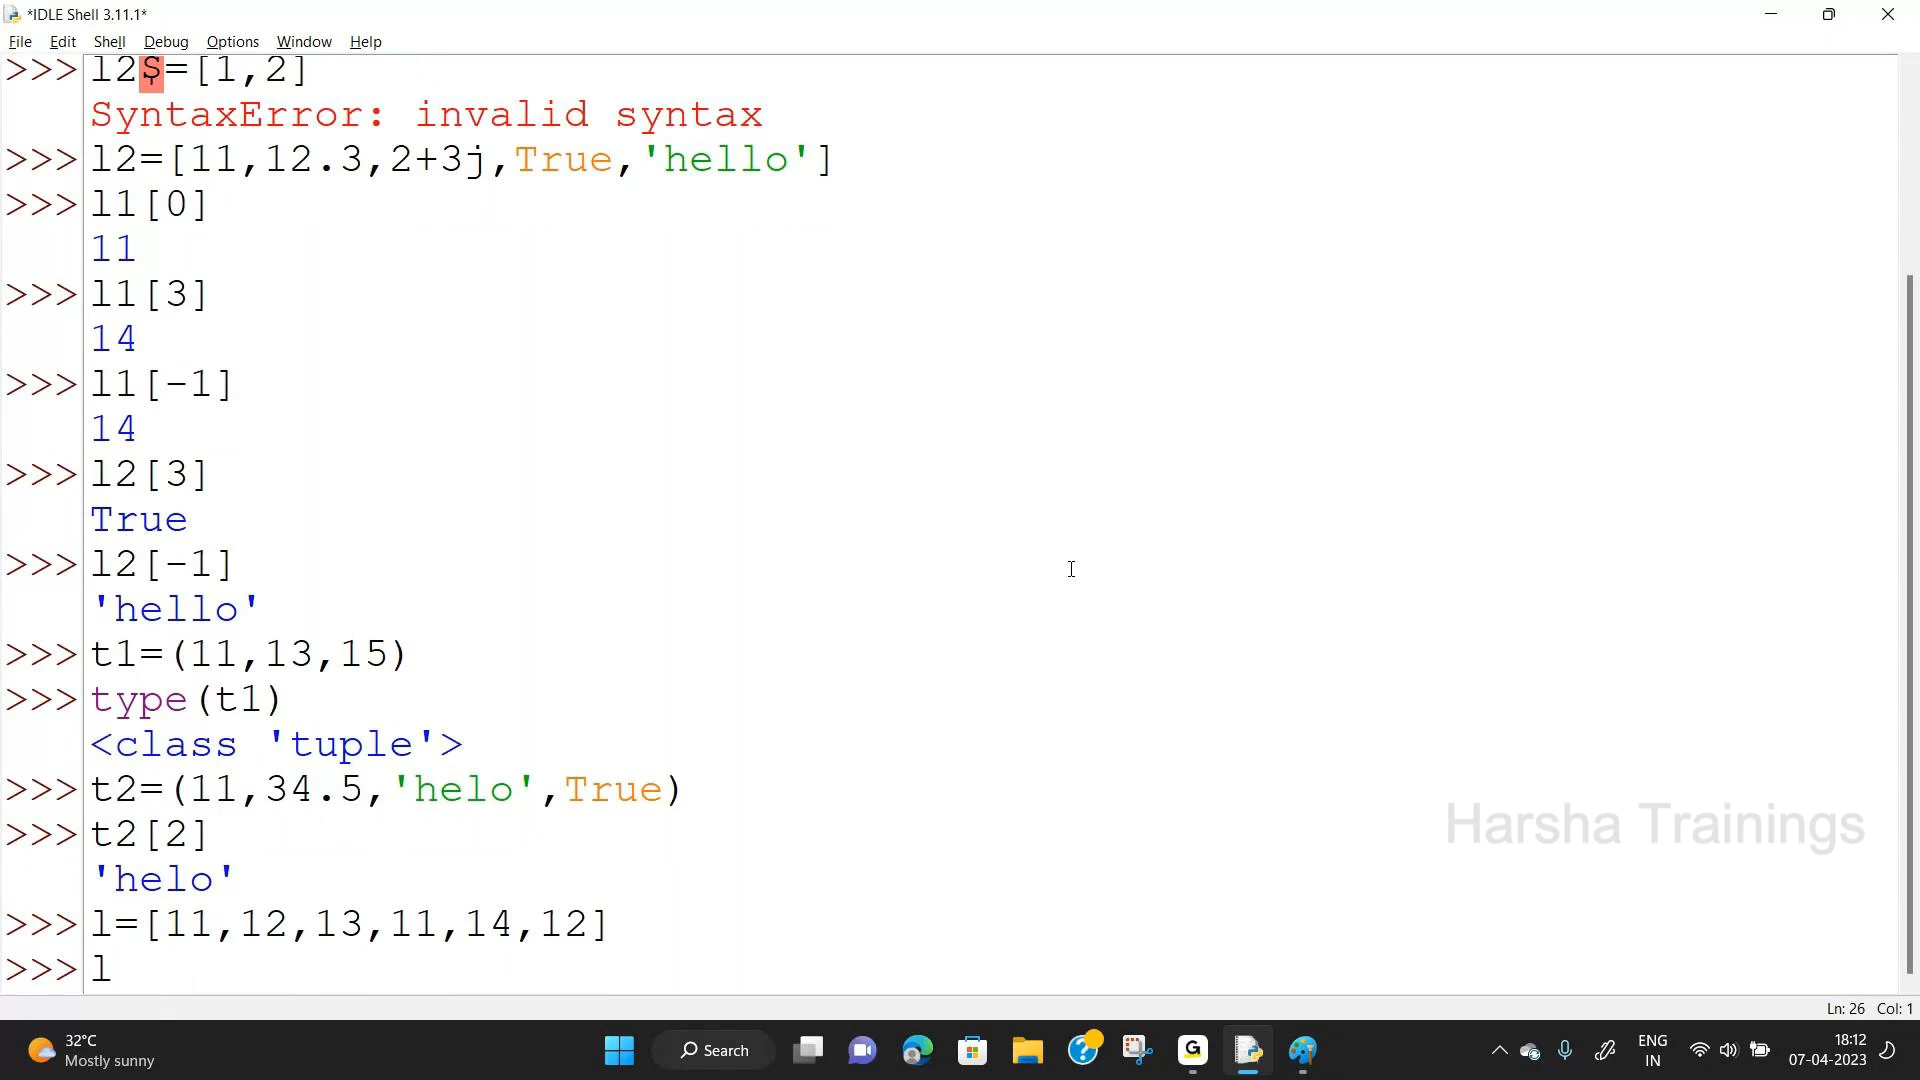 *IDLE Shell 3.11.1*
File Edit Shell Debug Options Window Help
>>> l2$=[1,2]
SyntaxError: invalid syntax
>>> l2=[11,12.3,2+3j,True,'hello']
>>> l1[0]
11
>>> l1[3]
14
>>> l1[-1]
14
>>> l2[3]
True
>>> l2[-1]
'hello'
>>> t1=(11,13,15)
>>> type(t1)
<class 'tuple'>
>>> t2=(11,34.5,'helo',True)
>>> t2[2]
'helo'
>>> l=[11,12,13,11,14,12]
>>> l
Harsha Trainings
Ln: 26 Col: 1
32°C
Mostly sunny
Search
G
ENG
IN
18:12
07-04-2023